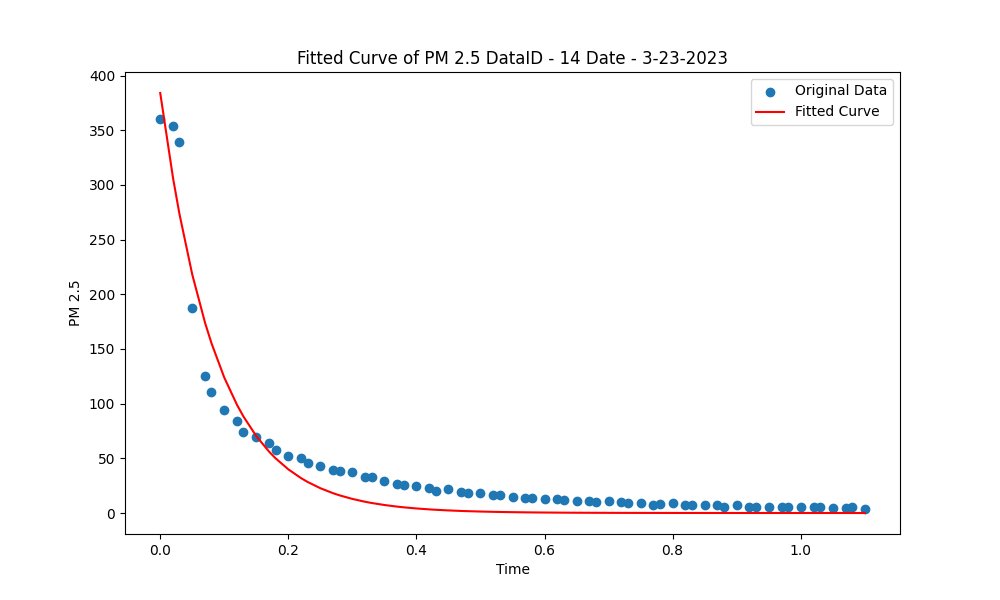 Fitted Curve of PM 2.5 DataID - 14 Date - 3-23-2023
Original Data
Fitted Curve
PM 2.5
400
350
300
250
200
150
100
50
0
0.0 0.2 0.4 0.6 0.8 1.0
Time